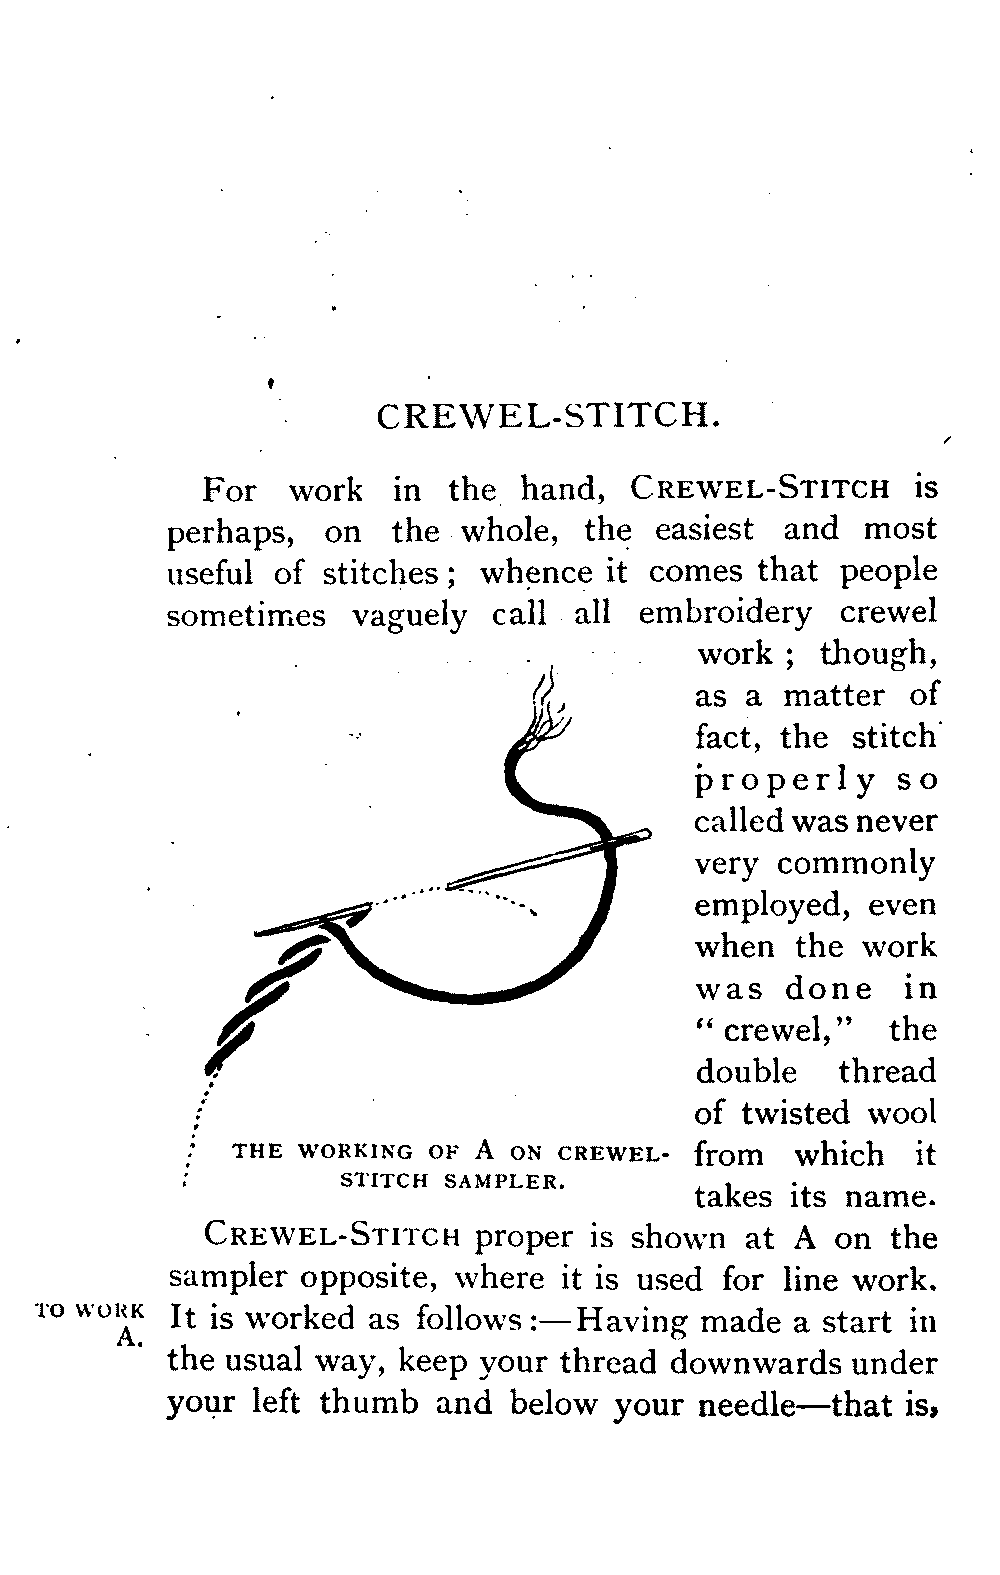 CREWEL-STITCH.
For work in the hand, CREWEL-STITCH is
perhaps, on the whole, the easiest and most
useful of stitches; whence it comes that people
sometimes vaguely call all embroidery crewel
work; though,
as a matter of
fact, the stitch
properly so
called was never
very commonly
employed, even
when the work
was done in
“crewel,” the
double thread
of twisted wool
from which it
takes its name.
THE WORKING OF A ON CREWEL-
STITCH SAMPLER.
CREWEL-STITCH proper is shown at A on the
sampler opposite, where it is used for line work.
TO WORK
A.
It is worked as follows:—Having made a start in
the usual way, keep your thread downwards under
your left thumb and below your needle—that is,